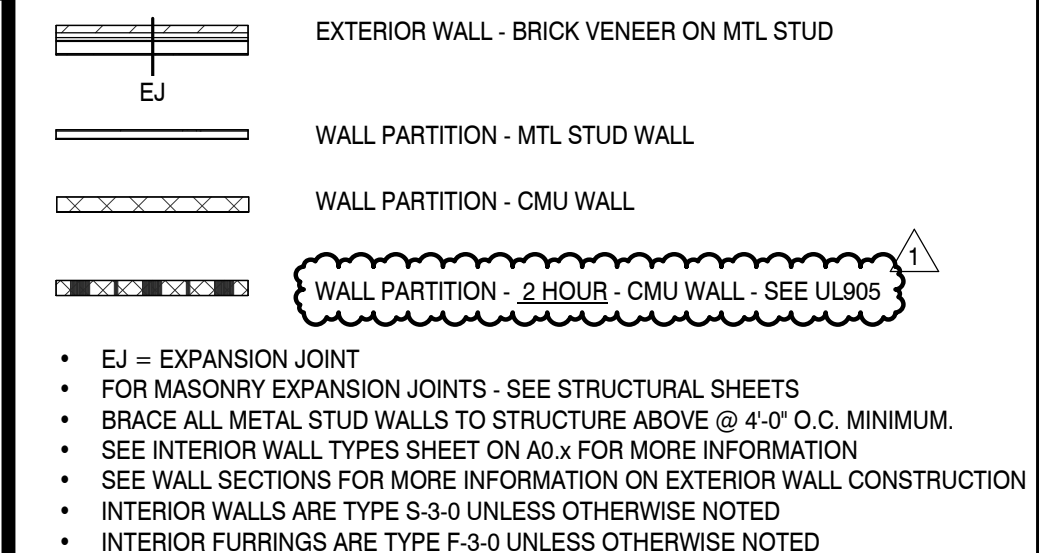 EXTERIOR WALL - BRICK VENEER ON MTL STUD
EJ
WALL PARTITION - MTL STUD WALL
WALL PARTITION - CMU WALL
1
WALL PARTITION - 2 HOUR - CMU WALL - SEE UL905
• EJ = EXPANSION JOINT
• FOR MASONRY EXPANSION JOINTS - SEE STRUCTURAL SHEETS
• BRACE ALL METAL STUD WALLS TO STRUCTURE ABOVE @ 4'-0" O.C. MINIMUM.
• SEE INTERIOR WALL TYPES SHEET ON A0.x FOR MORE INFORMATION
• SEE WALL SECTIONS FOR MORE INFORMATION ON EXTERIOR WALL CONSTRUCTION
• INTERIOR WALLS ARE TYPE S-3-0 UNLESS OTHERWISE NOTED
• INTERIOR FURRINGS ARE TYPE F-3-0 UNLESS OTHERWISE NOTED